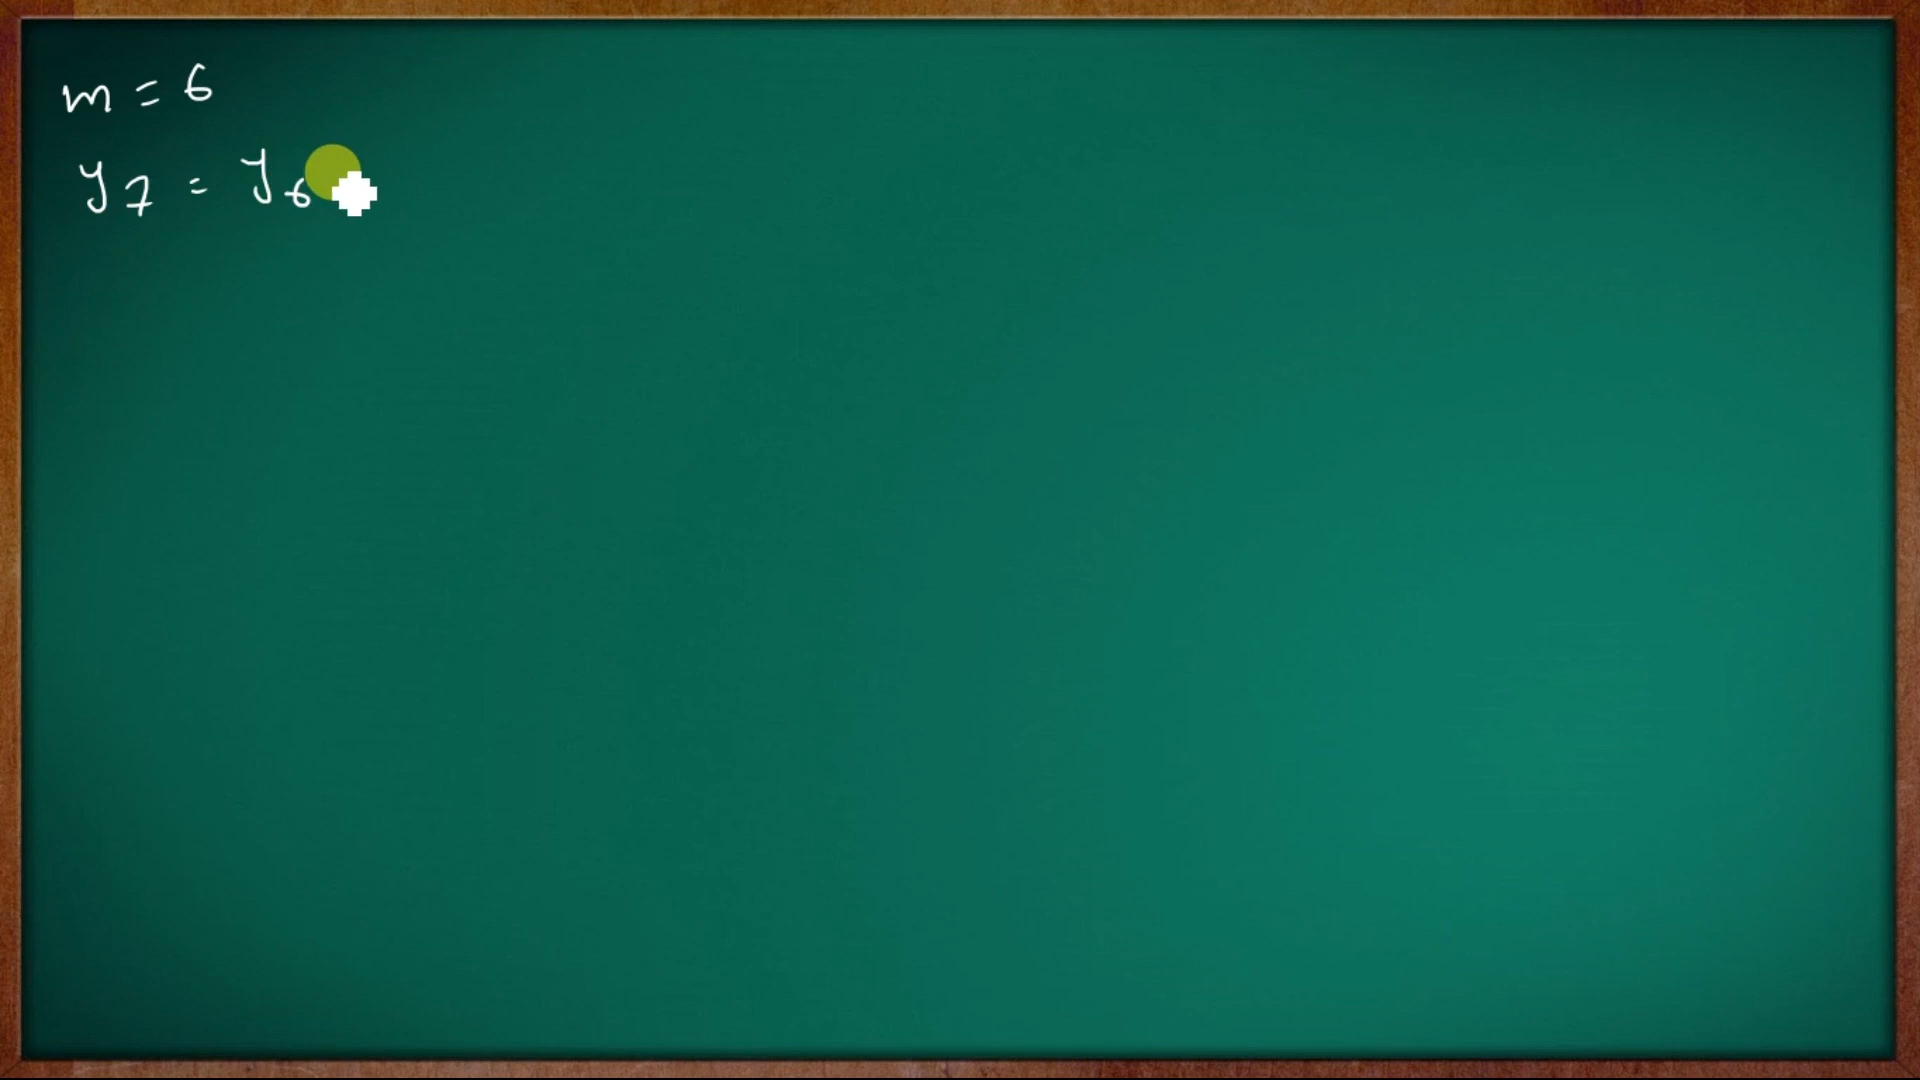 m = 6
y₇ = y₆